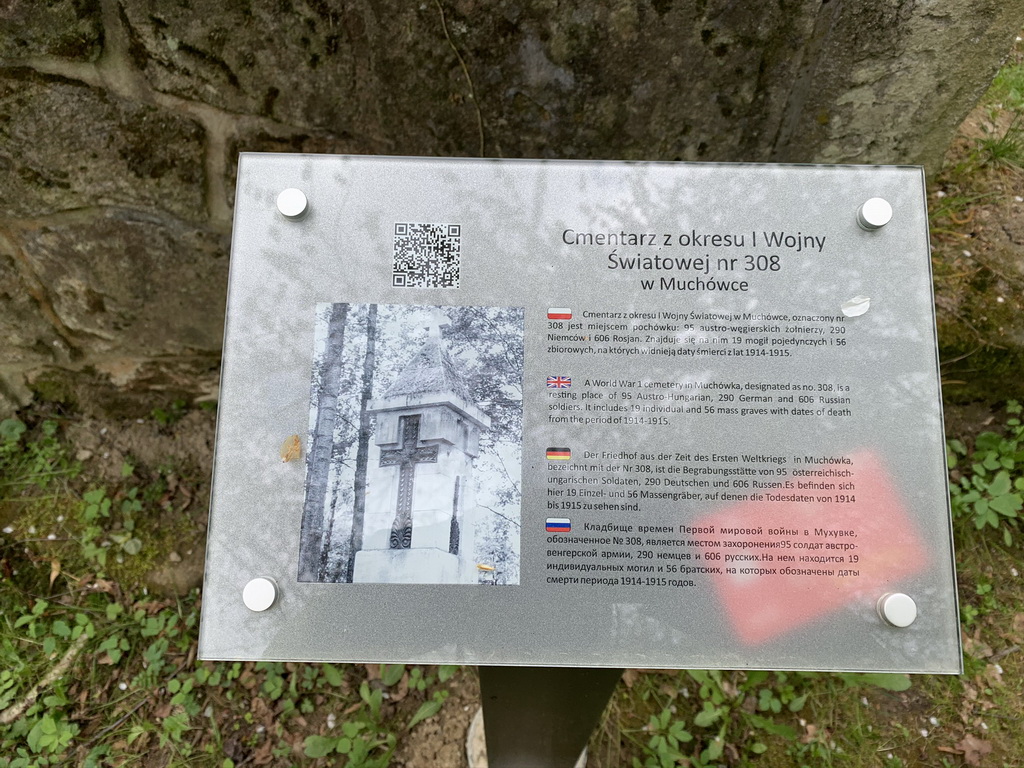 Cmentarz z okresu I Wojny
Światowej nr 308
w Muchówce
Cmentarz z okresu I Wojny Światowej w Muchówce, oznaczony nr
308 jest miejscem pochówku: 95 austro-węgierskich żołnierzy, 290
Niemców i 606 Rosjan. Znajduje się na nim 19 mogił pojedynczych i 56
zbiorowych, na których widnieją daty śmierci z lat 1914-1915.
A World War 1 cemetery in Muchówka, designated as no. 308, is a
resting place of 95 Austro-Hungarian, 290 German and 606 Russian
soldiers. It includes 19 individual and 56 mass graves with dates of death
from the period of 1914-1915.
Der Friedhof aus der Zeit des Ersten Weltkriegs in Muchówka,
bezeichnt mit der Nr 308, ist die Begrabungsstätte von 95 österreichisch-
ungarischen Soldaten, 290 Deutschen und 606 Russen.Es befinden sich
hier 19 Einzel- und 56 Massengräber, auf denen die Todesdaten von 1914
bis 1915 zu sehen sind.
Кладбище времен Первой мировой войны в Мухувке,
обозначенное № 308, является местом захоронения95 солдат австро-
венгерской армии, 290 немцев и 606 русских.На нем находится 19
индивидуальных могил и 56 братских, на которых обозначены даты
смерти периода 1914-1915 годов.